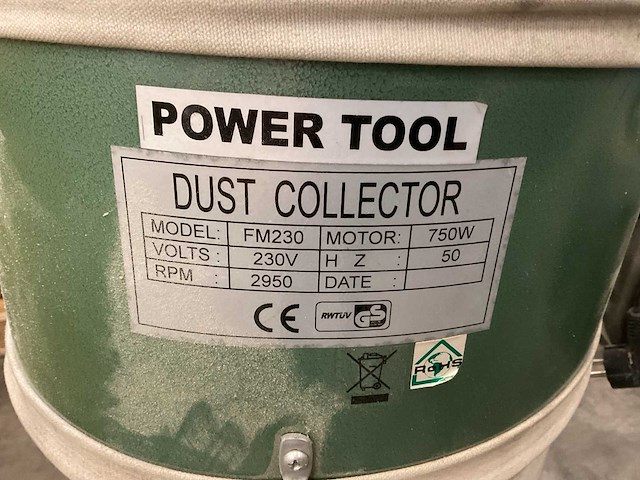 POWER TOOL
DUST COLLECTOR
MODEL: FM230 MOTOR: 750W
VOLTS : 230V H Z : 50
RPM : 2950 DATE :
CE RWTÜV GS
RoHS